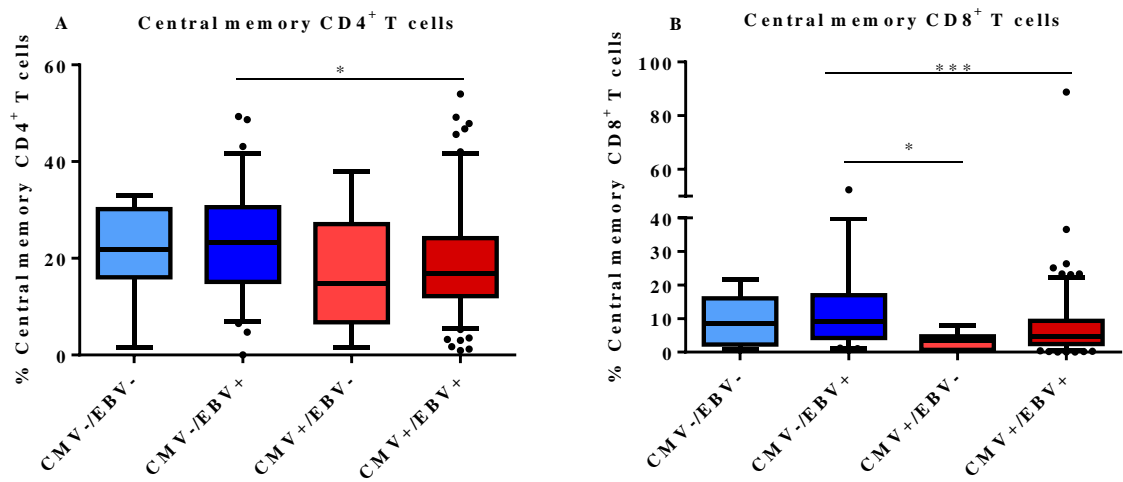 A
Central memory CD4+ T cells
% Central memory CD4+ T cells
60
40
20
0
*
CMV-/EBV-
CMV-/EBV+
CMV+/EBV-
CMV+/EBV+
B
Central memory CD8+ T cells
% Central memory CD8+ T cells
100
80
60
40
30
20
10
0
***
*
CMV-/EBV-
CMV-/EBV+
CMV+/EBV-
CMV+/EBV+